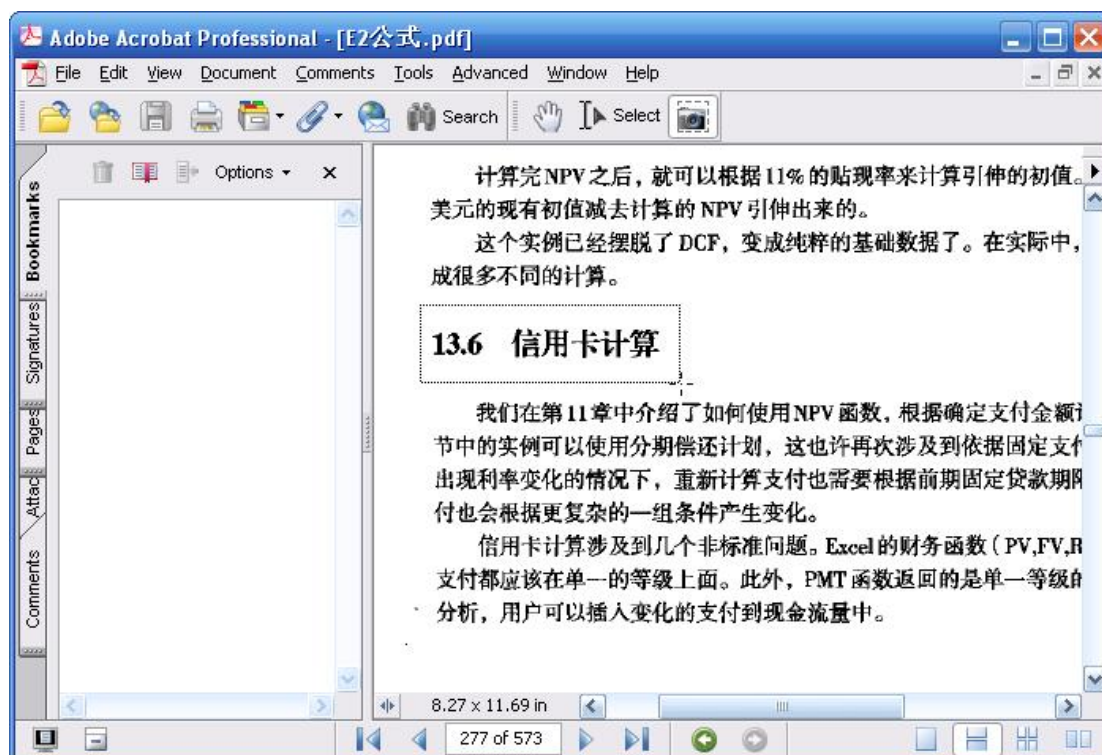 Adobe Acrobat Professional - [E2公式.pdf]
File Edit View Document Comments Tools Advanced Window Help
Search Select
Options
Bookmarks
Signatures
Pages
Attac
Comments
计算完NPV之后，就可以根据11%的贴现率来计算引伸的初值。
美元的现有初值减去计算的NPV引伸出来的。
这个实例已经摆脱了DCF，变成纯粹的基础数据了。在实际中，
成很多不同的计算。
13.6 信用卡计算
我们在第11章中介绍了如何使用NPV函数，根据确定支付金额
节中的实例可以使用分期偿还计划，这也许再次涉及到依据固定支付
出现利率变化的情况下，重新计算支付也需要根据前期固定贷款期
付也会根据更复杂的一组条件产生变化。
信用卡计算涉及到几个非标准问题。Excel的财务函数（PV,FV,R
支付都应该在单一的等级上面。此外，PMT函数返回的是单一等级的
分析，用户可以插入变化的支付到现金流量中。
8.27 x 11.69 in
277 of 573